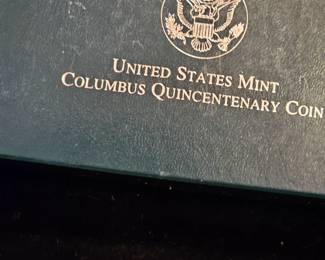 United States Mint
Columbus Quincentenary Coin